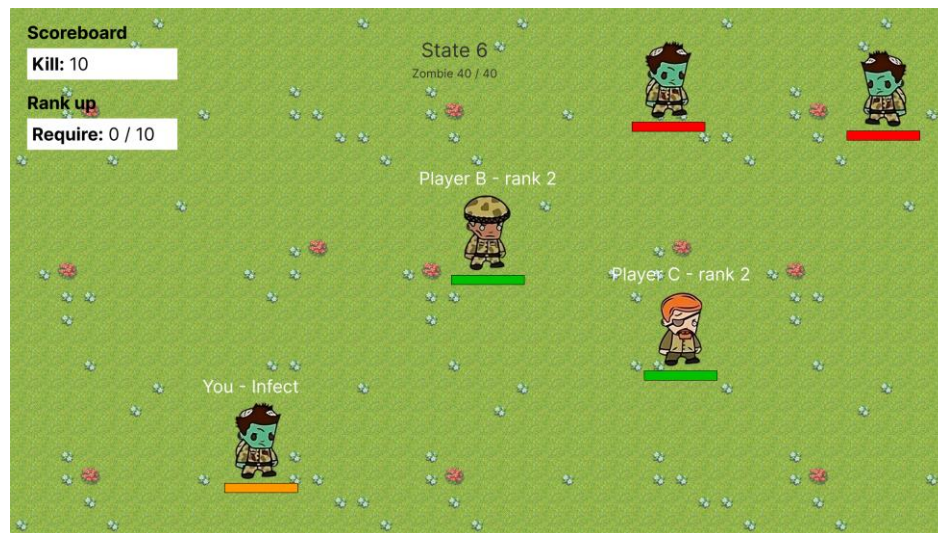 Scoreboard
Kill: 10
Rank up
Require: 0 / 10
State 6
Zombie 40 / 40
Player B - rank 2
Player C - rank 2
You - Infect